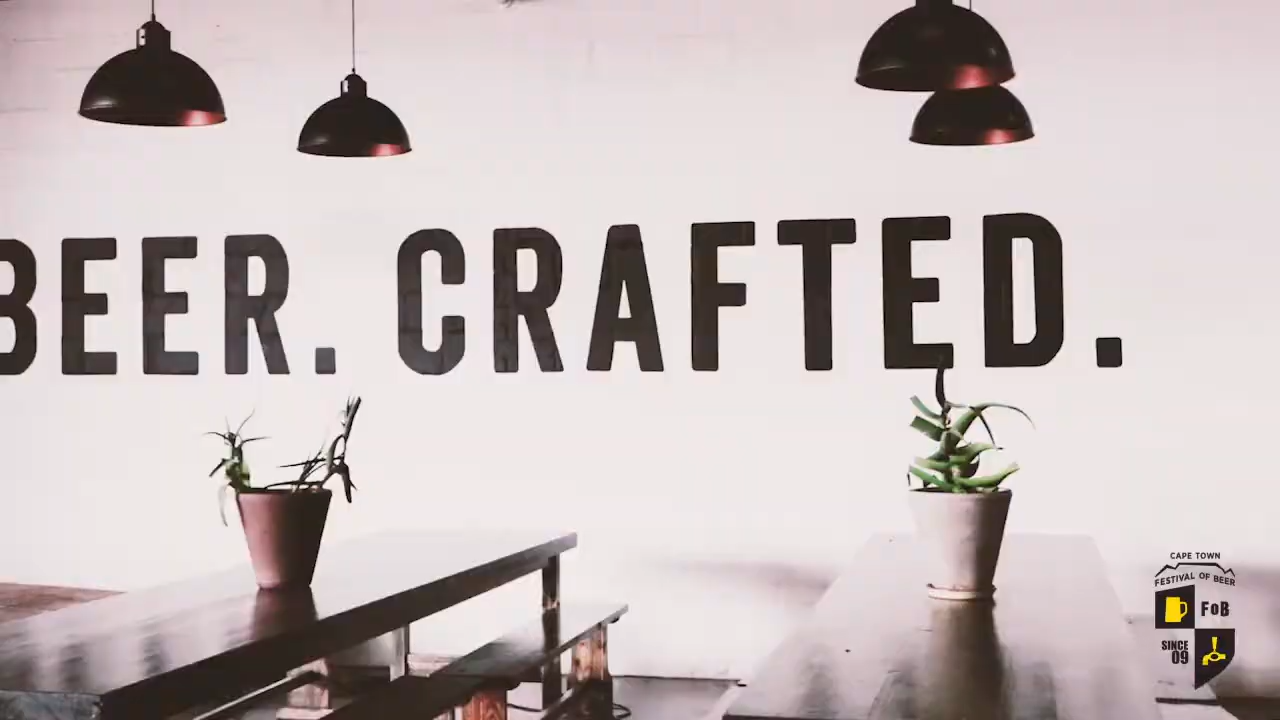 BEER. CRAFTED.
CAPE TOWN
FESTIVAL OF BEER
FoB
SINCE
09